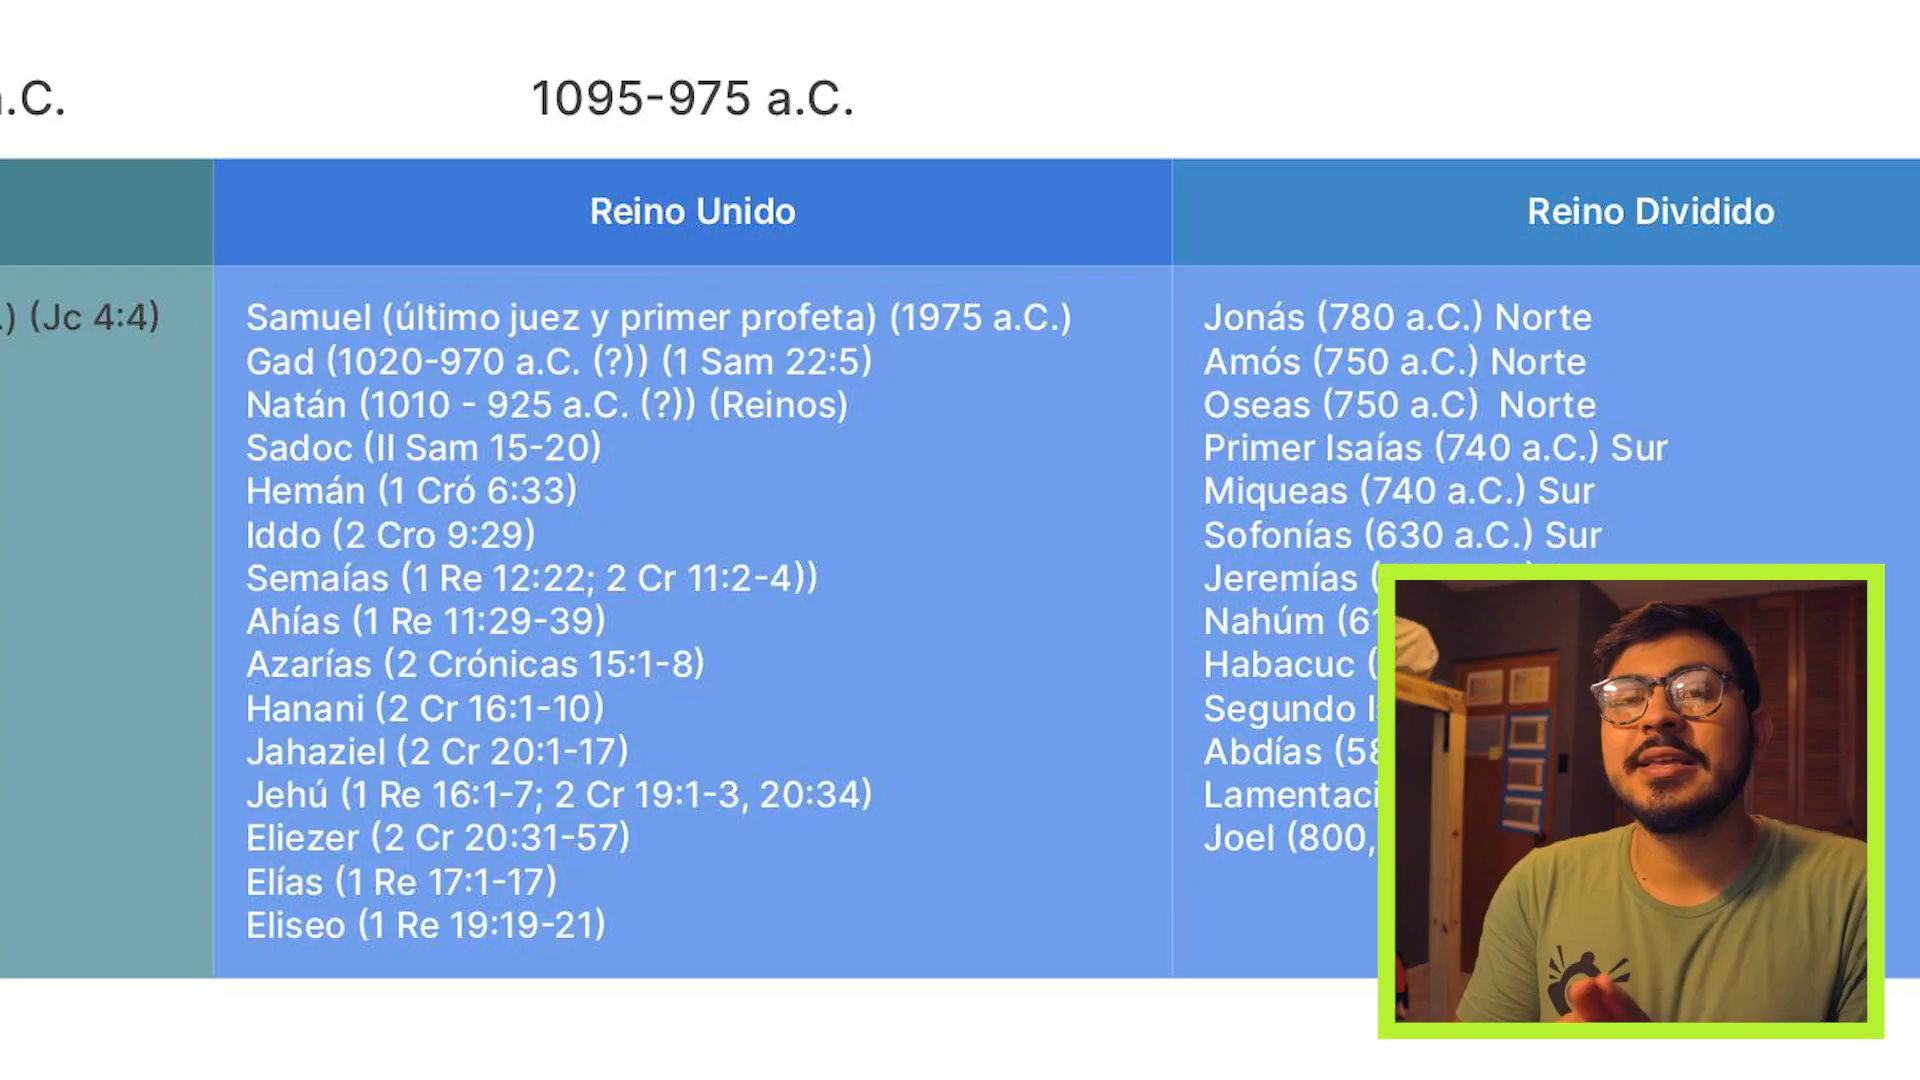 a.C.
1095-975 a.C.
Reino Unido
Reino Dividido
.) (Jc 4:4)
Samuel (último juez y primer profeta) (1975 a.C.)
Gad (1020-970 a.C. (?)) (1 Sam 22:5)
Natán (1010 - 925 a.C. (?)) (Reinos)
Sadoc (II Sam 15-20)
Hemán (1 Cró 6:33)
Iddo (2 Cro 9:29)
Semaías (1 Re 12:22; 2 Cr 11:2-4))
Ahías (1 Re 11:29-39)
Azarías (2 Crónicas 15:1-8)
Hanani (2 Cr 16:1-10)
Jahaziel (2 Cr 20:1-17)
Jehú (1 Re 16:1-7; 2 Cr 19:1-3, 20:34)
Eliezer (2 Cr 20:31-57)
Elías (1 Re 17:1-17)
Eliseo (1 Re 19:19-21)
Jonás (780 a.C.) Norte
Amós (750 a.C.) Norte
Oseas (750 a.C)  Norte
Primer Isaías (740 a.C.) Sur
Miqueas (740 a.C.) Sur
Sofonías (630 a.C.) Sur
Jeremías (
Nahúm (61
Habacuc (
Segundo
Abdías (58
Lamentaci
Joel (800,